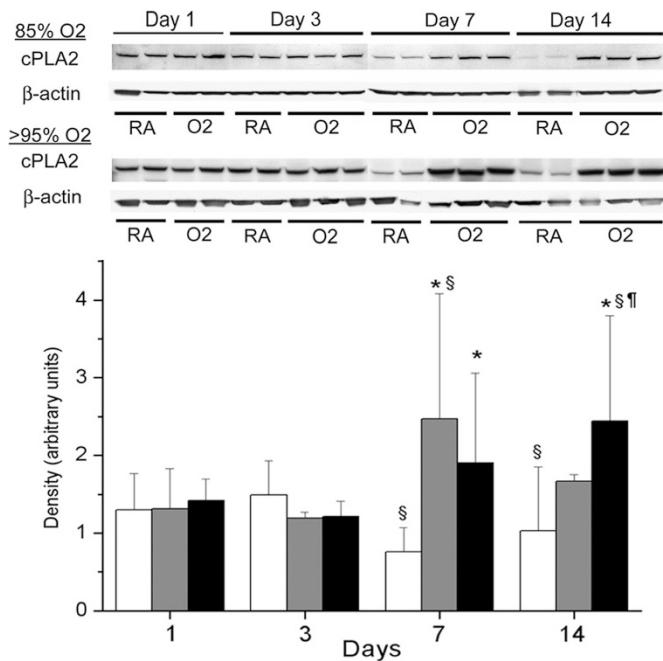 85% O2 Day 1 Day 3 Day 7 Day 14
cPLA2
β-actin
RA O2 RA O2 RA O2 RA O2
>95% O2
cPLA2
β-actin
RA O2 RA O2 RA O2 RA O2
Density (arbitrary units)
4
3
2
1
0
* §
*
* § ¶
§
§
1 3 7 14
Days